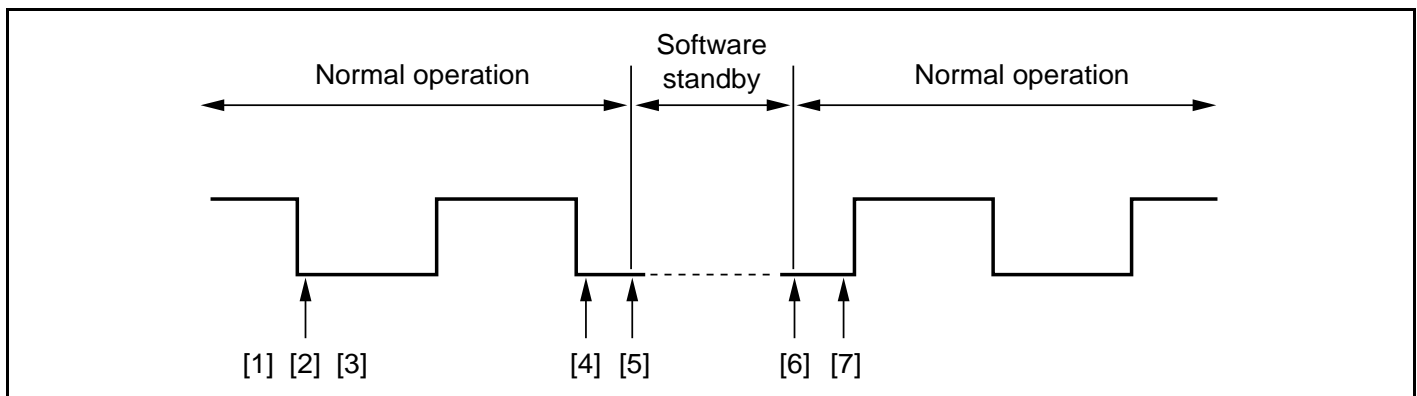 Software
standby
Normal operation
Normal operation
[1] [2] [3]
[4] [5]
[6] [7]